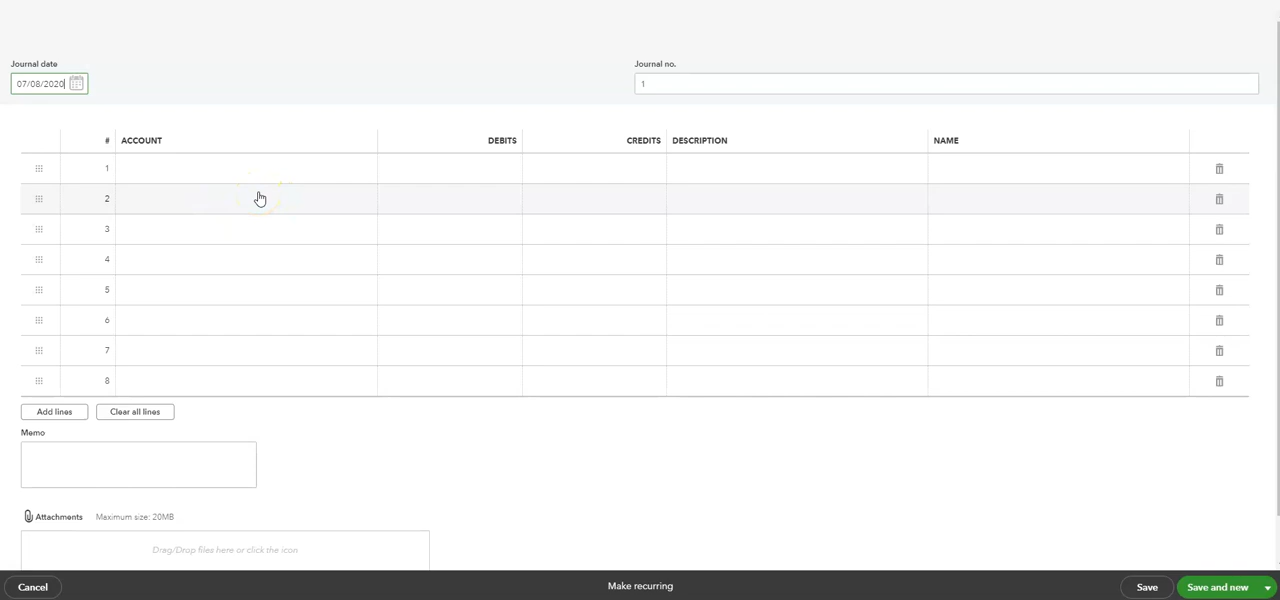 Journal date
Journal no.
07/08/2020
1
# ACCOUNT DEBITS CREDITS DESCRIPTION NAME
1
2
3
4
5
6
7
8
Add lines Clear all lines
Memo
Attachments Maximum size: 20MB
Drag/Drop files here or click the icon
Cancel Make recurring Save Save and new